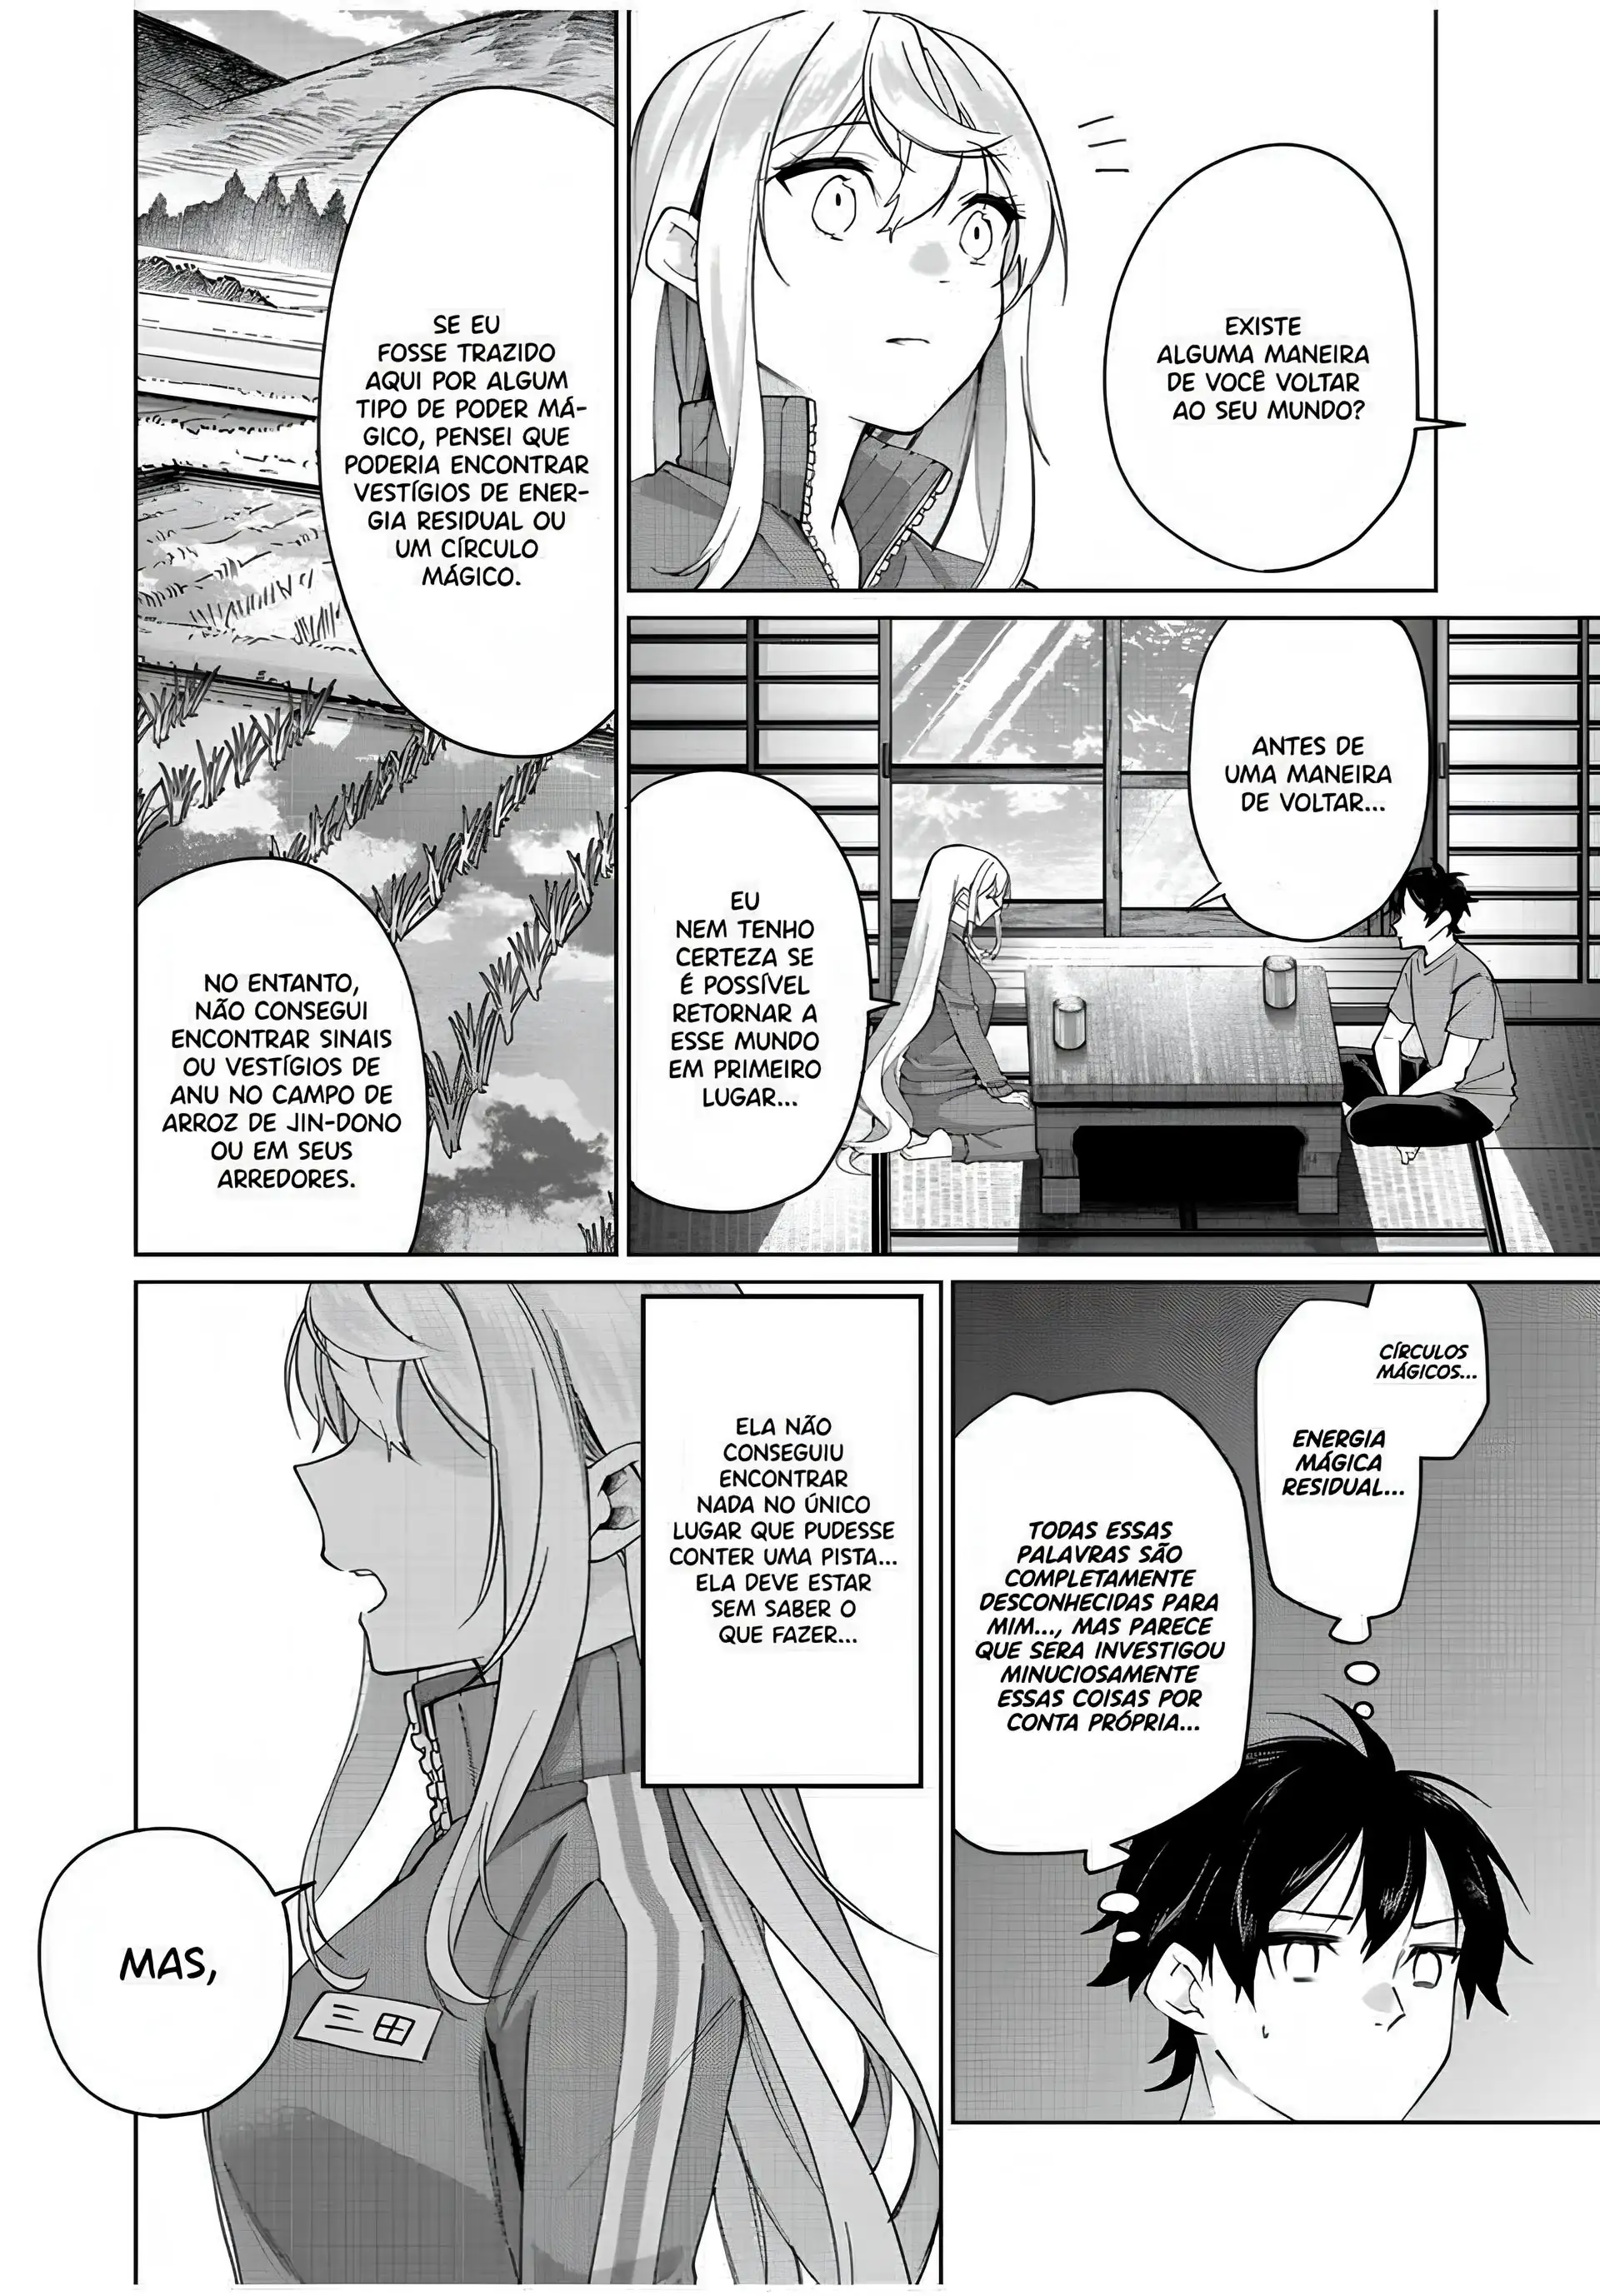 EXISTE
ALGUMA MANEIRA
DE VOCÊ VOLTAR
AO SEU MUNDO?
ANTES DE
UMA MANEIRA
DE VOLTAR...
EU
NEM TENHO
CERTEZA SE
É POSSÍVEL
RETORNAR A
ESSE MUNDO
EM PRIMEIRO
LUGAR...
SE EU
FOSSE TRAZIDO
AQUI POR ALGUM
TIPO DE PODER MÁ-
GICO, PENSEI QUE
PODERIA ENCONTRAR
VESTÍGIOS DE ENER-
GIA RESIDUAL OU
UM CÍRCULO
MÁGICO.
NO ENTANTO,
NÃO CONSEGUI
ENCONTRAR SINAIS
OU VESTÍGIOS DE
ANU NO CAMPO DE
ARROZ DE JIN-DONO
OU EM SEUS
ARREDORES.
CÍRCULOS
MÁGICOS...
ENERGIA
MÁGICA
RESIDUAL...
TODAS ESSAS
PALAVRAS SÃO
COMPLETAMENTE
DESCONHECIDAS PARA
MIM..., MAS PARECE
QUE SERA INVESTIGOU
MINUCIOSAMENTE
ESSAS COISAS POR
CONTA PRÓPRIA...
ELA NÃO
CONSEGUIU
ENCONTRAR
NADA NO ÚNICO
LUGAR QUE PUDESSE
CONTER UMA PISTA...
ELA DEVE ESTAR
SEM SABER O
QUE FAZER...
MAS,
三田